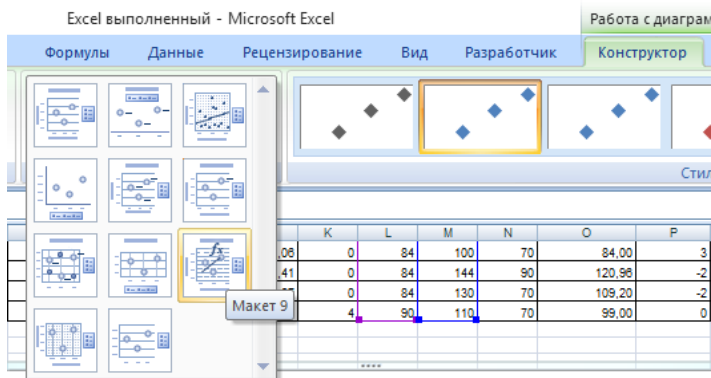 Excel выполненный - Microsoft Excel
Работа с диаграм
Формулы Данные Рецензирование Вид Разработчик Конструктор
Стил
K L M N O P
,06 0 84 100 70 84,00 3
,41 0 84 144 90 120,96 -2
0 84 130 70 109,20 -2
Макет 9
4 90 110 70 99,00 0